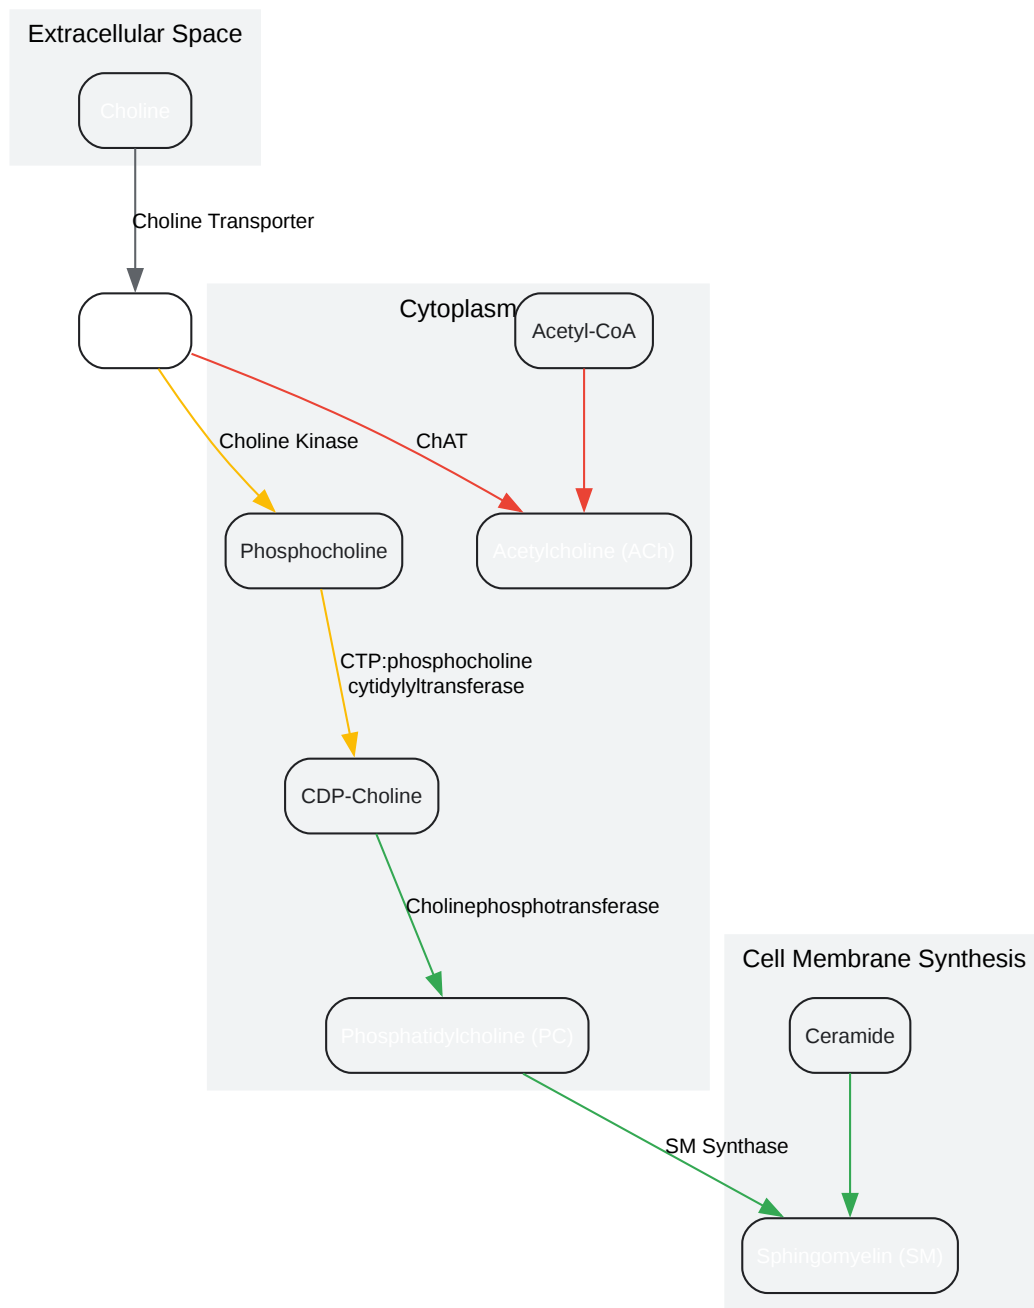 Extracellular Space
Choline
Choline Transporter
Cytoplasm
Acetyl-CoA
Choline Kinase
ChAT
Phosphocholine
Acetylcholine (ACh)
CTP:phosphocholine
cytidylyltransferase
CDP-Choline
Cholinephosphotransferase
Cell Membrane Synthesis
Phosphatidylcholine (PC)
Ceramide
SM Synthase
Sphingomyelin (SM)